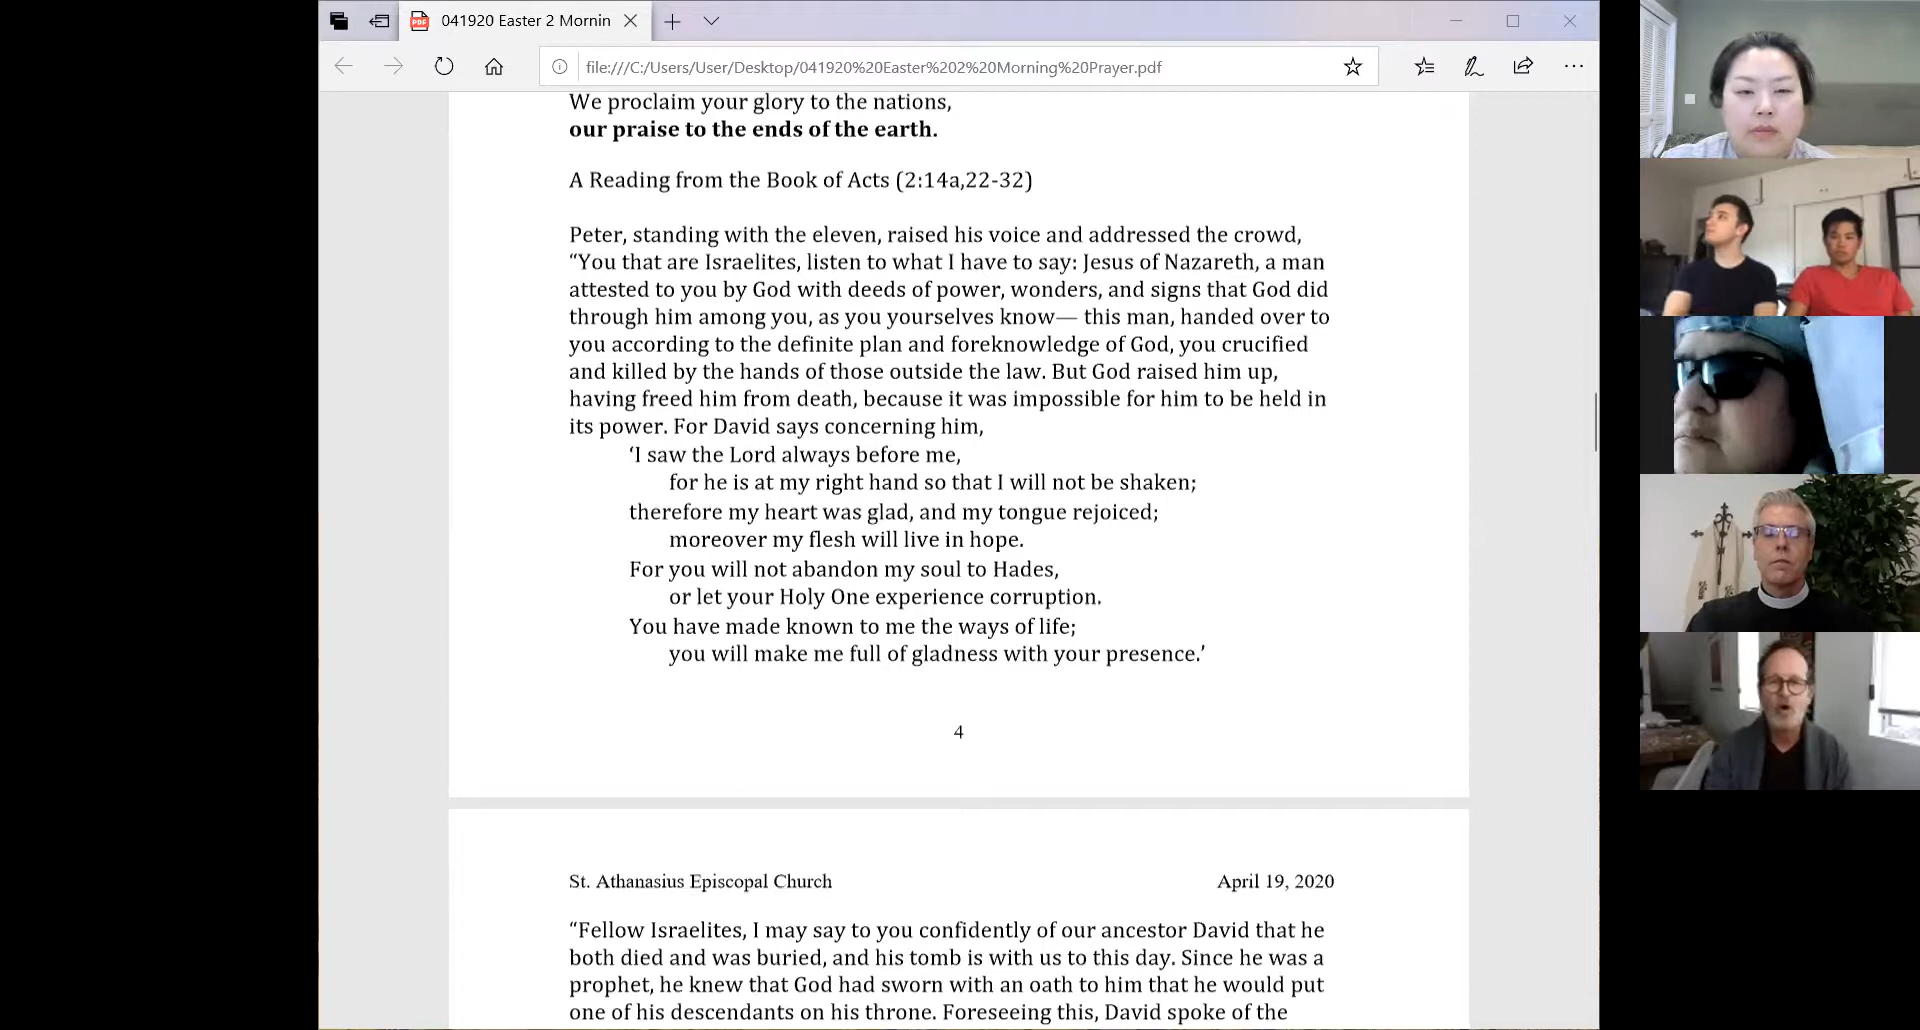 041920 Easter 2 Mornin
file:///C:/Users/User/Desktop/041920%20Easter%202%20Morning%20Prayer.pdf
We proclaim your glory to the nations,
our praise to the ends of the earth.
A Reading from the Book of Acts (2:14a,22-32)
Peter, standing with the eleven, raised his voice and addressed the crowd,
“You that are Israelites, listen to what I have to say: Jesus of Nazareth, a man
attested to you by God with deeds of power, wonders, and signs that God did
through him among you, as you yourselves know— this man, handed over to
you according to the definite plan and foreknowledge of God, you crucified
and killed by the hands of those outside the law. But God raised him up,
having freed him from death, because it was impossible for him to be held in
its power. For David says concerning him,
‘I saw the Lord always before me,
for he is at my right hand so that I will not be shaken;
therefore my heart was glad, and my tongue rejoiced;
moreover my flesh will live in hope.
For you will not abandon my soul to Hades,
or let your Holy One experience corruption.
You have made known to me the ways of life;
you will make me full of gladness with your presence.’
4
St. Athanasius Episcopal Church April 19, 2020
“Fellow Israelites, I may say to you confidently of our ancestor David that he
both died and was buried, and his tomb is with us to this day. Since he was a
prophet, he knew that God had sworn with an oath to him that he would put
one of his descendants on his throne. Foreseeing this, David spoke of the